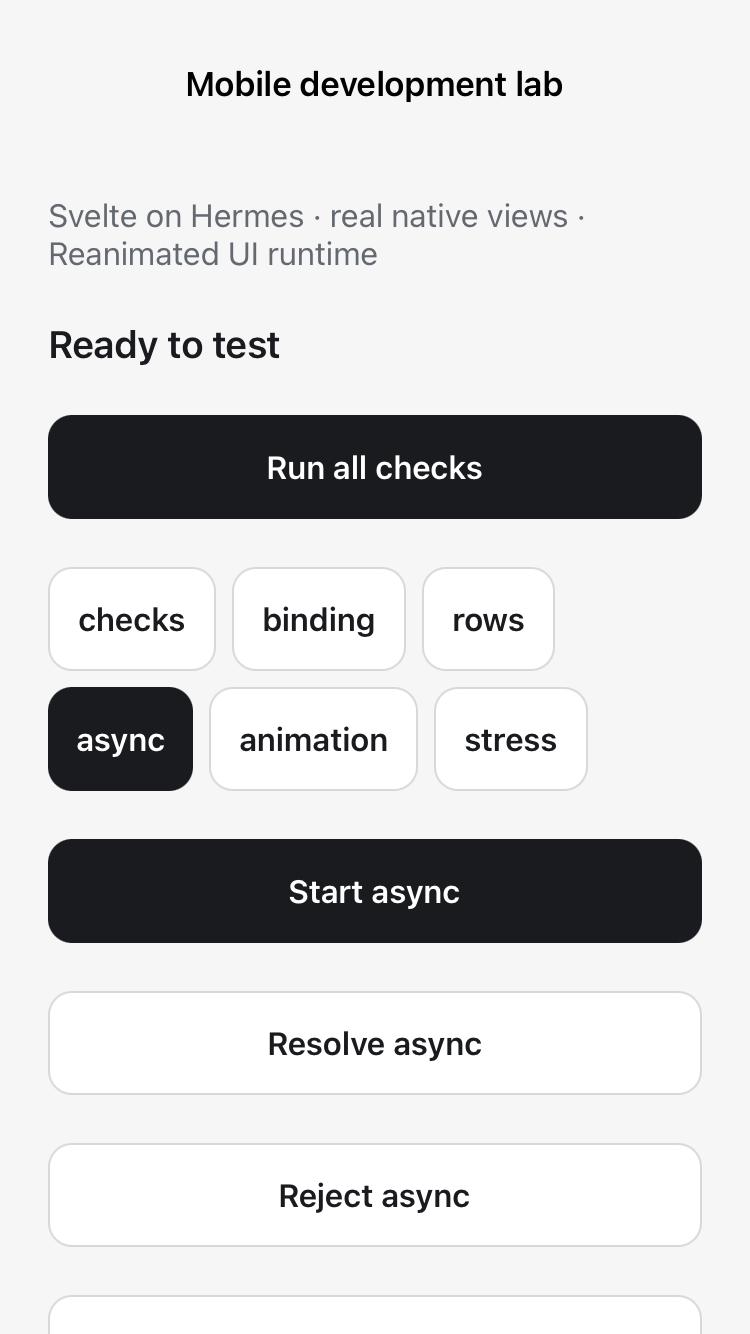 Mobile development lab
Svelte on Hermes · real native views ·
Reanimated UI runtime
Ready to test
Run all checks
checks binding rows
async animation stress
Start async
Resolve async
Reject async